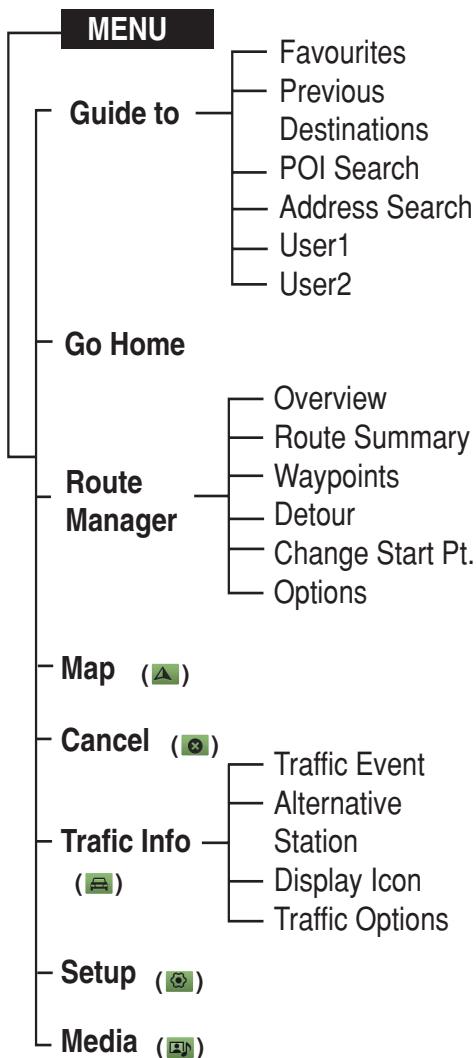 MENU
Guide to
Favourites
Previous
Destinations
POI Search
Address Search
User1
User2
Go Home
Route
Manager
Overview
Route Summary
Waypoints
Detour
Change Start Pt.
Options
Map ( )
Cancel ( )
Trafic Info
( )
Traffic Event
Alternative
Station
Display Icon
Traffic Options
Setup ( )
Media ( )